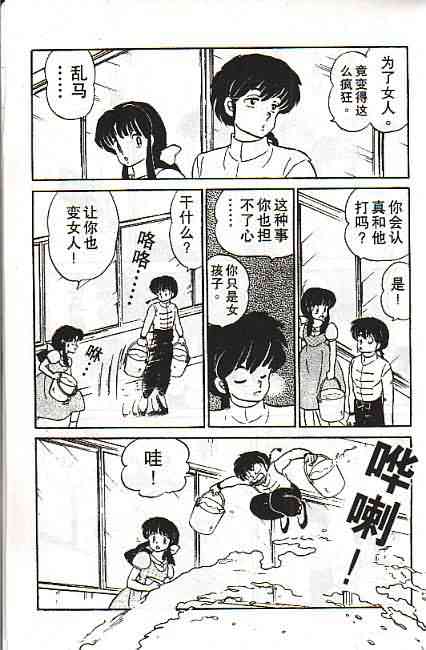 为了女人。
竟变得这
么疯狂。
乱马
……
你会认
真和他
打吗？
是！
这种事
你也担
不了心
……
你只是女
孩子。
干什么？
咯咯……
让你也
变女人！
咻…
哗喇！
哇！